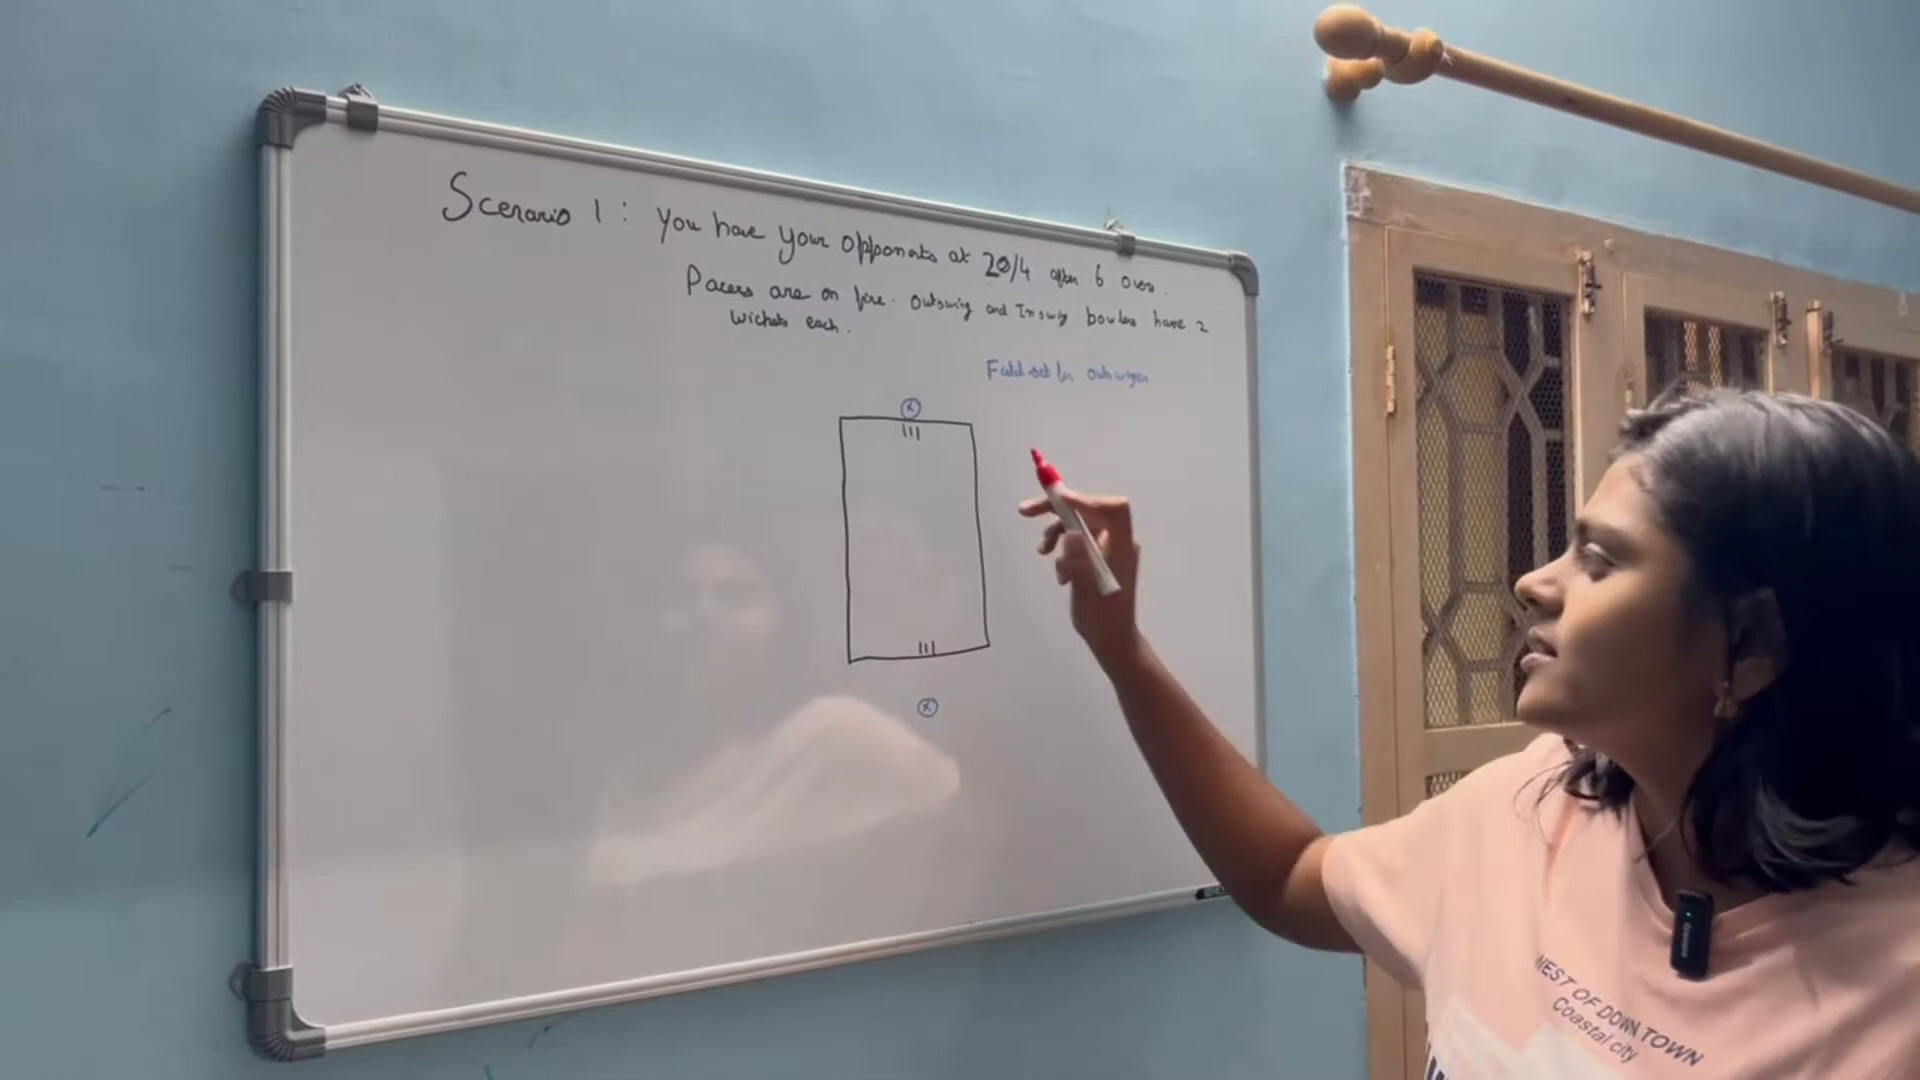 Scenario 1 : You have your opponents at 20/4 after 6 overs.
Pacers are on fire. Outswing and Inswing bowlers have 2
wickets each.
Field set for outswinger
x
x
NEST OF DOWN TOWN
Coastal city